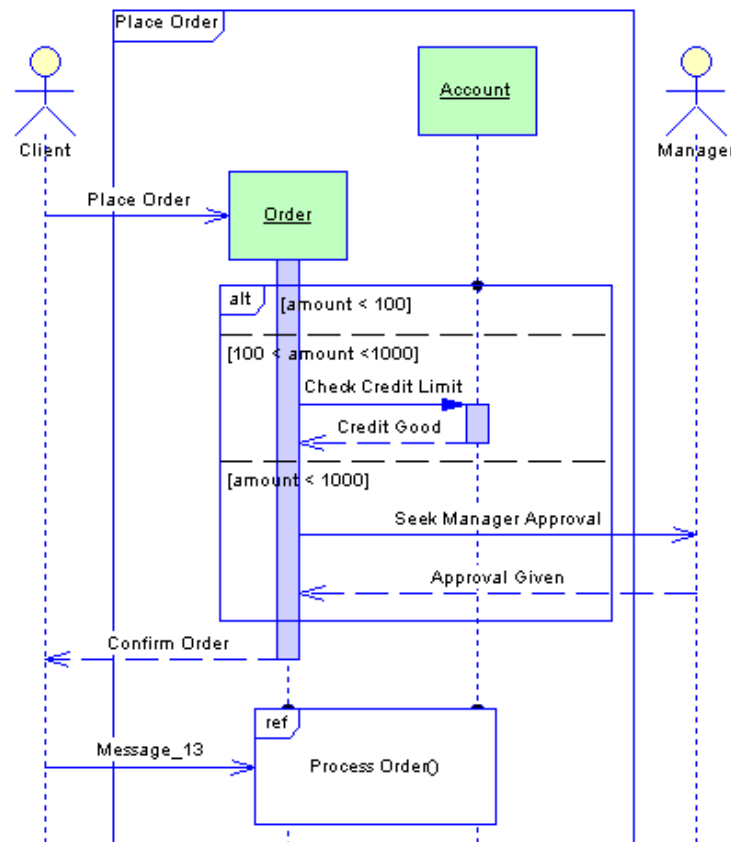 Place Order
Account
Client
Manager
Place Order
Order
alt
[amount < 100]
[100 < amount <1000]
Check Credit Limit
Credit Good
[amount < 1000]
Seek Manager Approval
Approval Given
Confirm Order
ref
Message_13
Process Order()